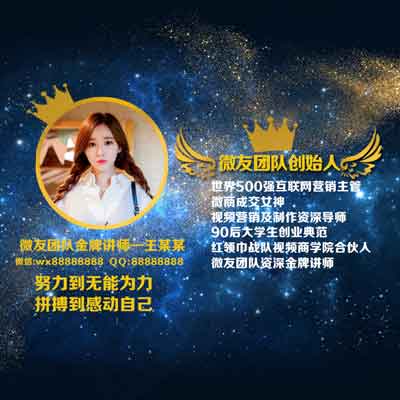 微友团队创始人
世界500强互联网营销主管
微商成交女神
视频营销及制作资深导师
90后大学生创业典范
红领巾战队视频商学院合伙人
微友团队资深金牌讲师
微友团队金牌讲师—王某某
微信:wx88888888 QQ:88888888
努力到无能为力
拼搏到感动自己